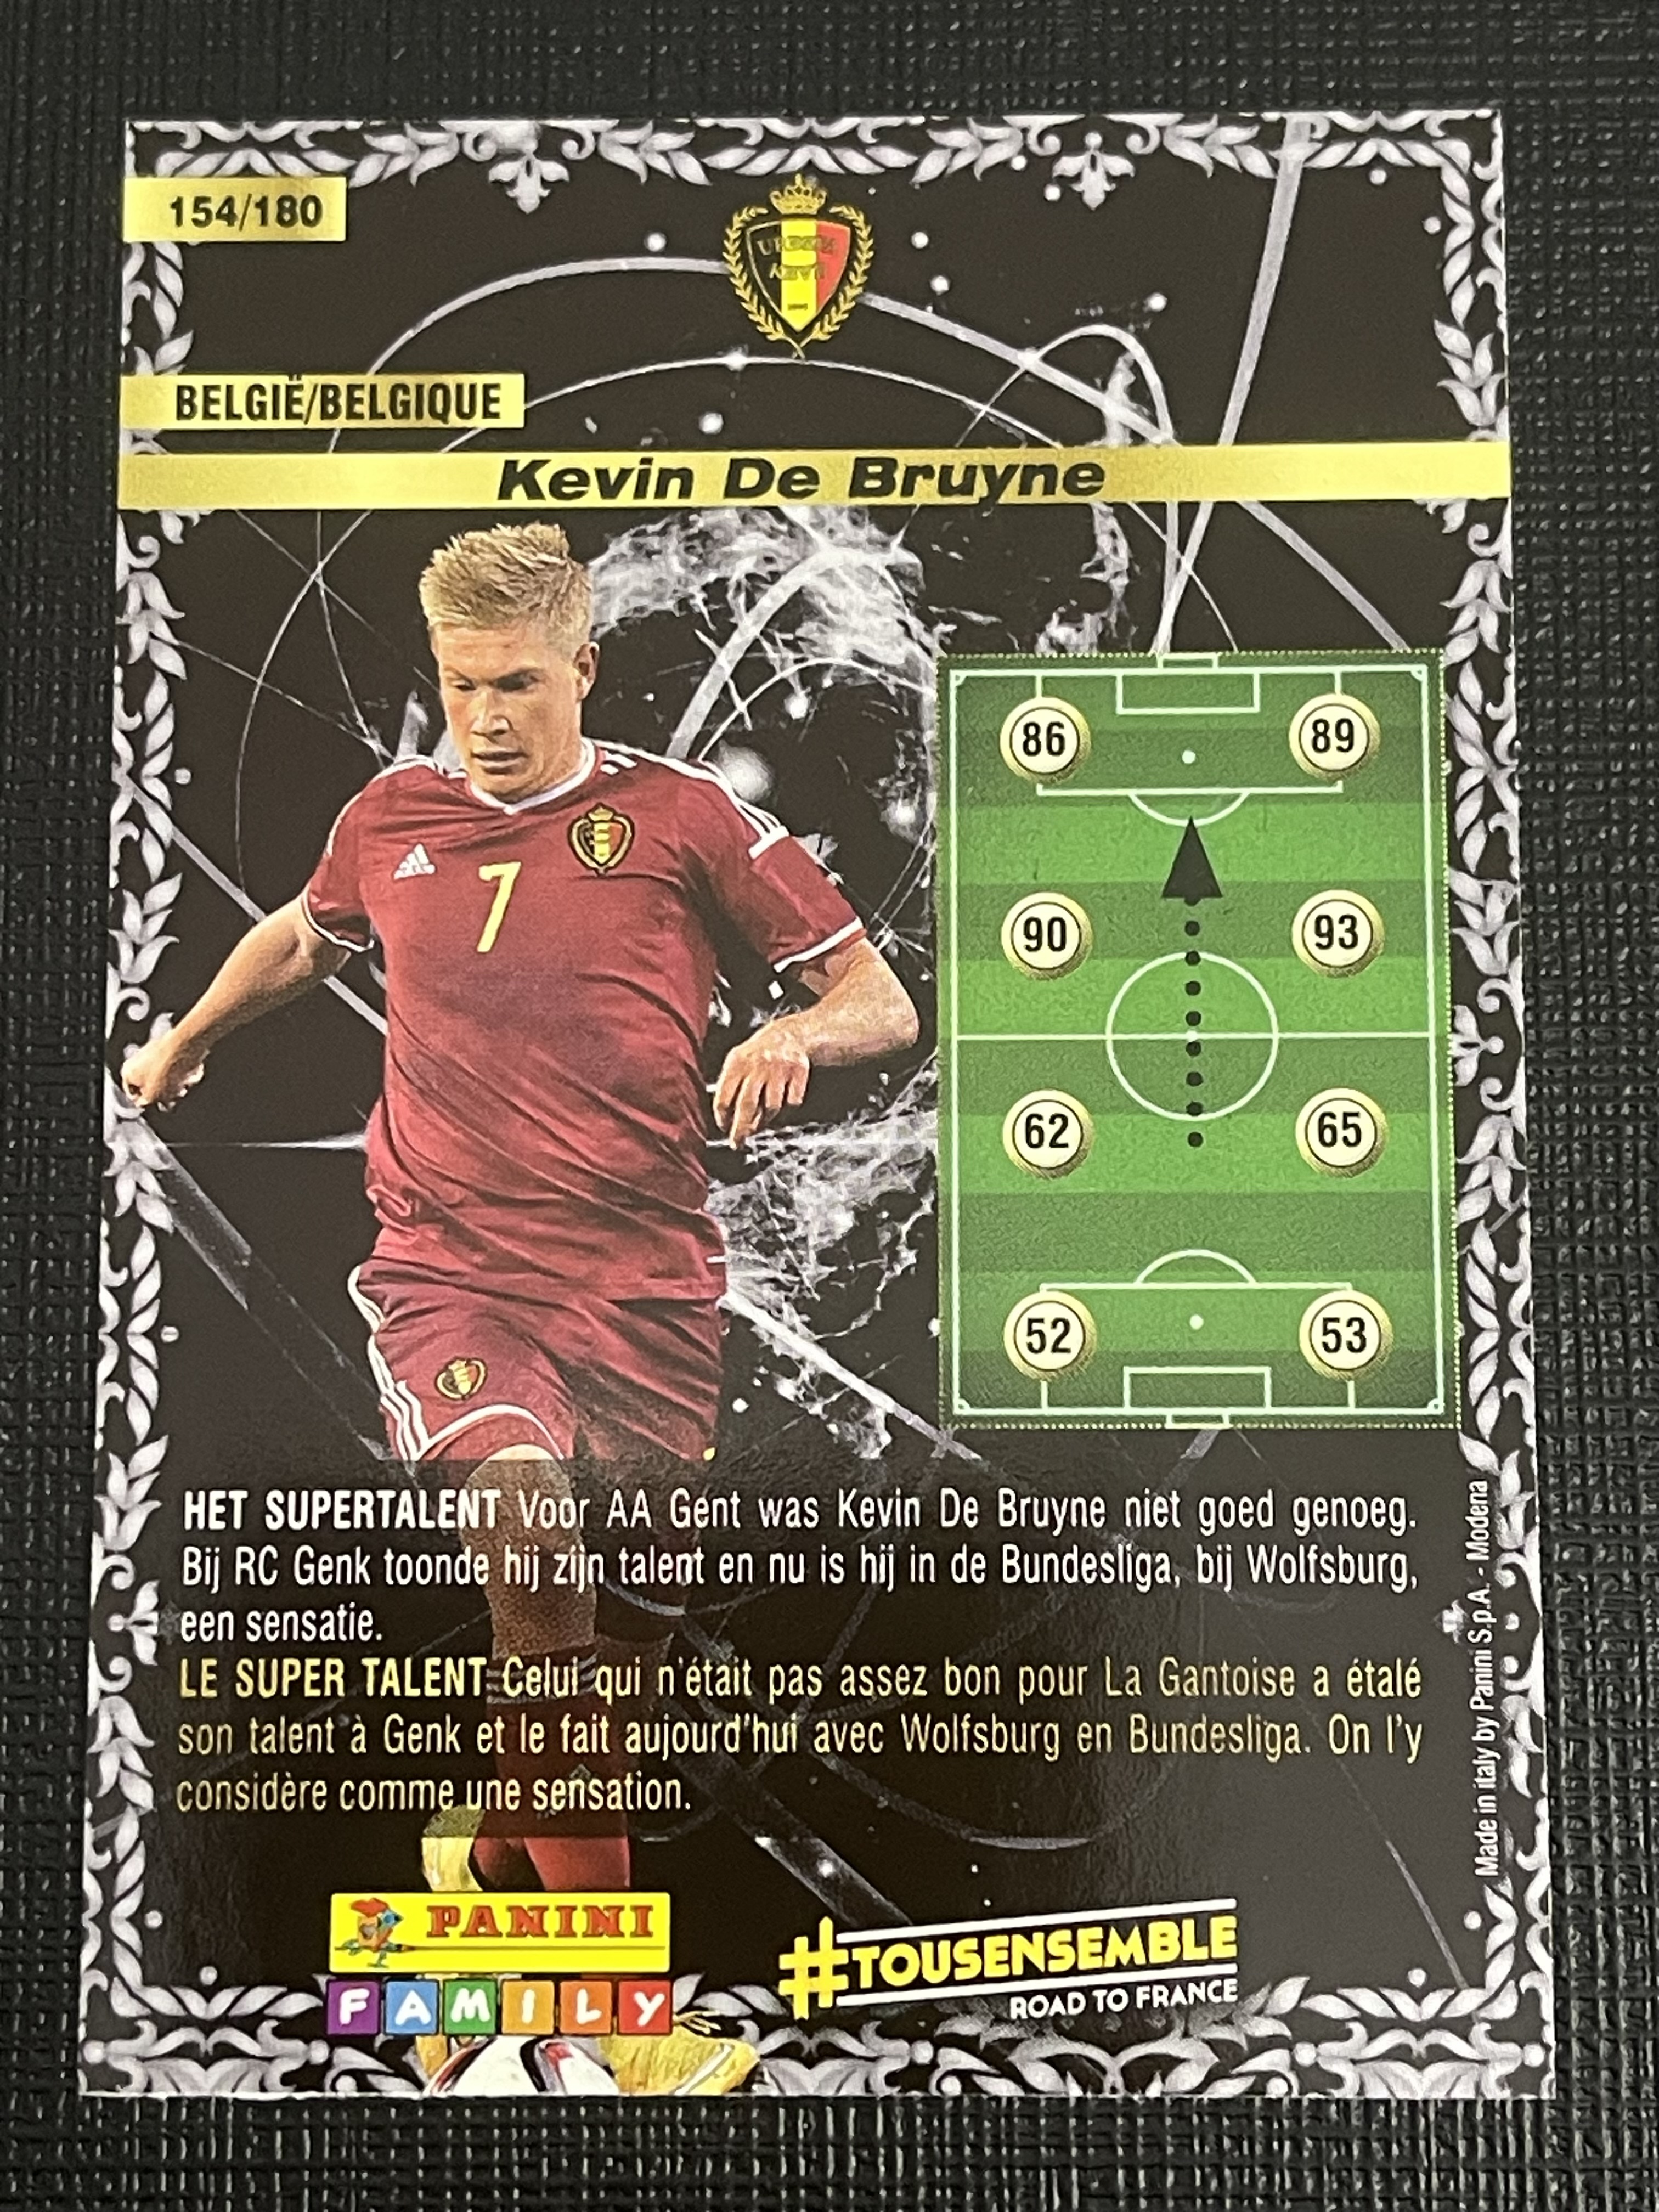 154/180
BELGIË/BELGIQUE
Kevin De Bruyne
7
adidas
86 89
90 93
62 65
52 53
HET SUPERTALENT Voor AA Gent was Kevin De Bruyne niet goed genoeg.
Bij RC Genk toonde hij zijn talent en nu is hij in de Bundesliga, bij Wolfsburg,
een sensatie.
LE SUPER TALENT Celui qui n'était pas assez bon pour La Gantoise a étalé
son talent à Genk et le fait aujourd'hui avec Wolfsburg en Bundesliga. On l'y
considère comme une sensation.
Made in italy by Panini S.p.A. - Modena
PANINI
FAMILY
#TOUSENSEMBLE
ROAD TO FRANCE